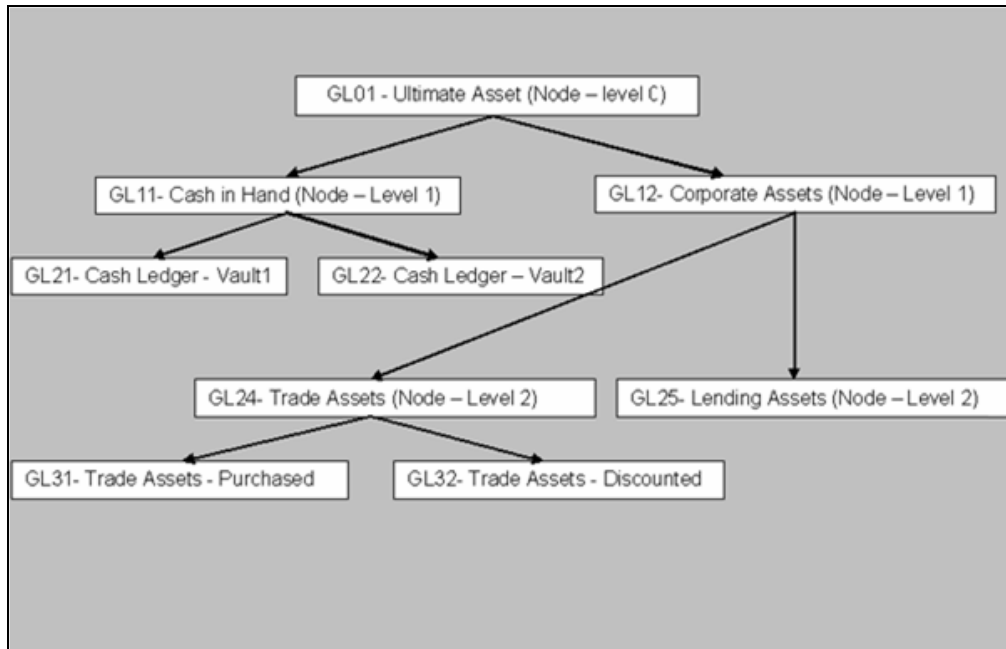 GL01 - Ultimate Asset (Node – level 0)
GL11- Cash in Hand (Node – Level 1)
GL12- Corporate Assets (Node – Level 1)
GL21- Cash Ledger - Vault1
GL22- Cash Ledger – Vault2
GL24- Trade Assets (Node – Level 2)
GL25- Lending Assets (Node – Level 2)
GL31- Trade Assets - Purchased
GL32- Trade Assets - Discounted